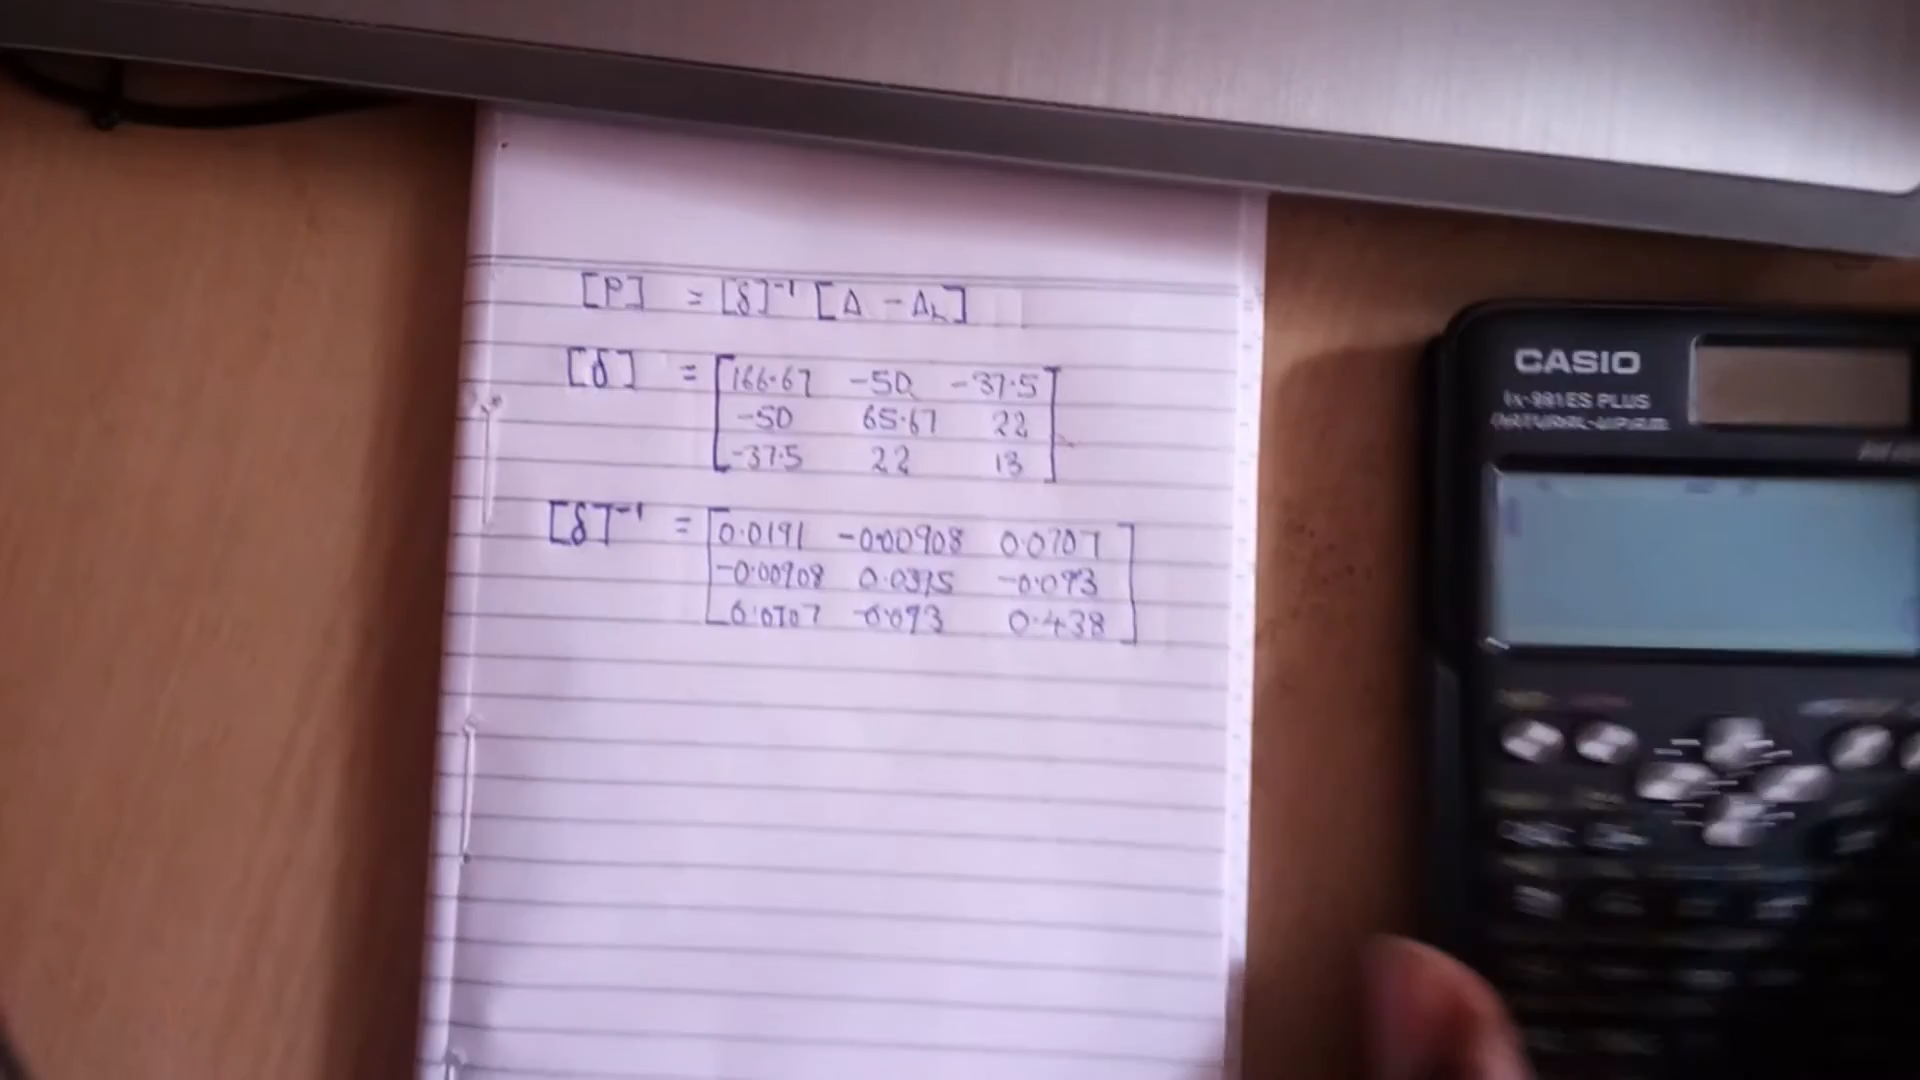 [P] = [δ]⁻¹ [Δ - ΔL]
[δ] = [166.67 -50 -37.5
-50 65.67 22
-37.5 22 13]
[δ]⁻¹ = [0.0191 -0.00908 0.0707
-0.00908 0.0375 -0.093
0.0707 -0.093 0.438]
CASIO
fx-991ES PLUS
NATURAL-V.P.A.M.